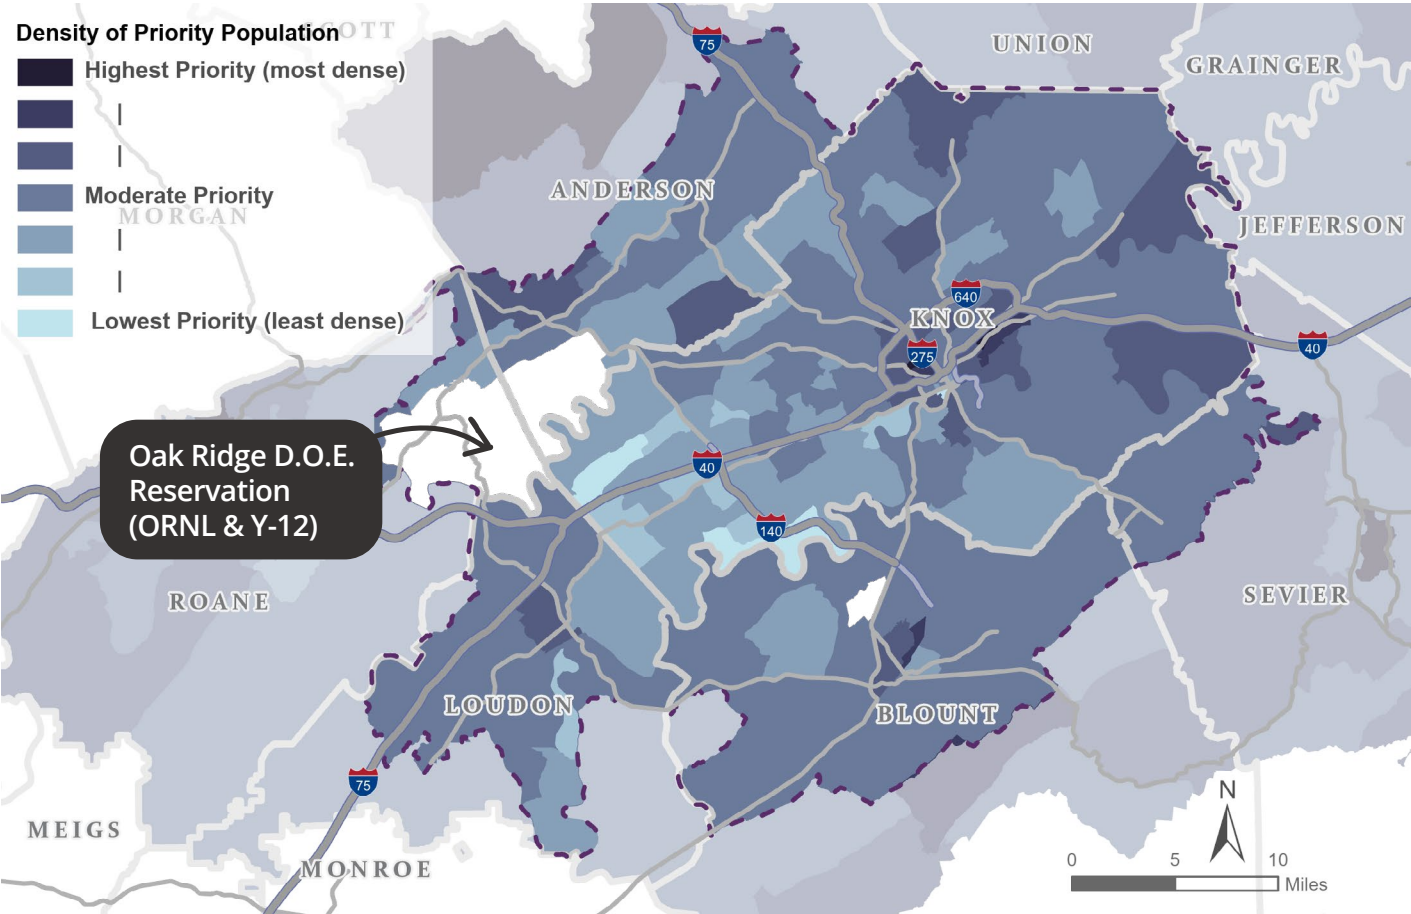 Density of Priority Population
SCOTT
Highest Priority (most dense)
|
|
Moderate Priority
|
|
Lowest Priority (least dense)
MORGAN
75
UNION
GRAINGER
ANDERSON
JEFFERSON
640
KNOX
275
40
Oak Ridge D.O.E.
Reservation
(ORNL & Y-12)
40
140
ROANE
SEVIER
LOUDON
BLOUNT
75
MEIGS
MONROE
N
0 5 10
Miles